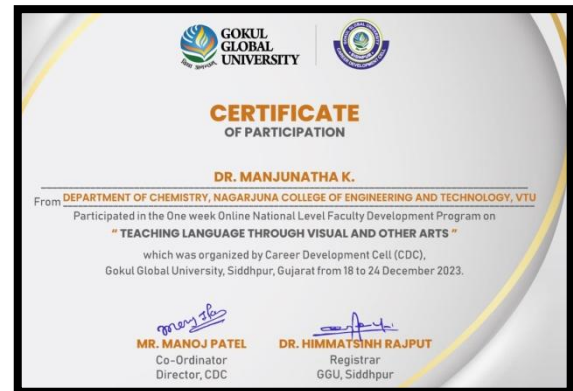 GOKUL
GLOBAL
UNIVERSITY
CERTIFICATE
OF PARTICIPATION
DR. MANJUNATHA K.
From DEPARTMENT OF CHEMISTRY, NAGARJUNA COLLEGE OF ENGINEERING AND TECHNOLOGY, VTU
Participated in the One week Online National Level Faculty Development Program on
" TEACHING LANGUAGE THROUGH VISUAL AND OTHER ARTS "
which was organized by Career Development Cell (CDC),
Gokul Global University, Siddhpur, Gujarat from 18 to 24 December 2023.
MR. MANOJ PATEL
Co-Ordinator
Director, CDC
DR. HIMMATSINH RAJPUT
Registrar
GGU, Siddhpur